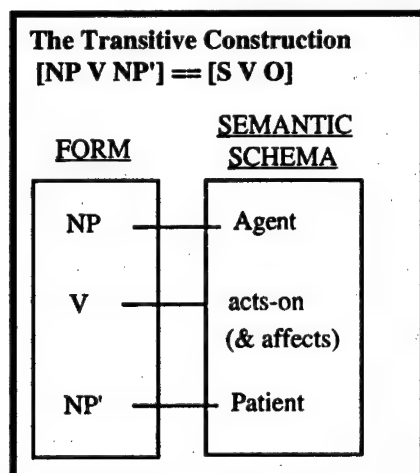 The Transitive Construction
[NP V NP'] == [S V O]
SEMANTIC
FORM SCHEMA
NP Agent
V acts-on
(& affects)
NP' Patient